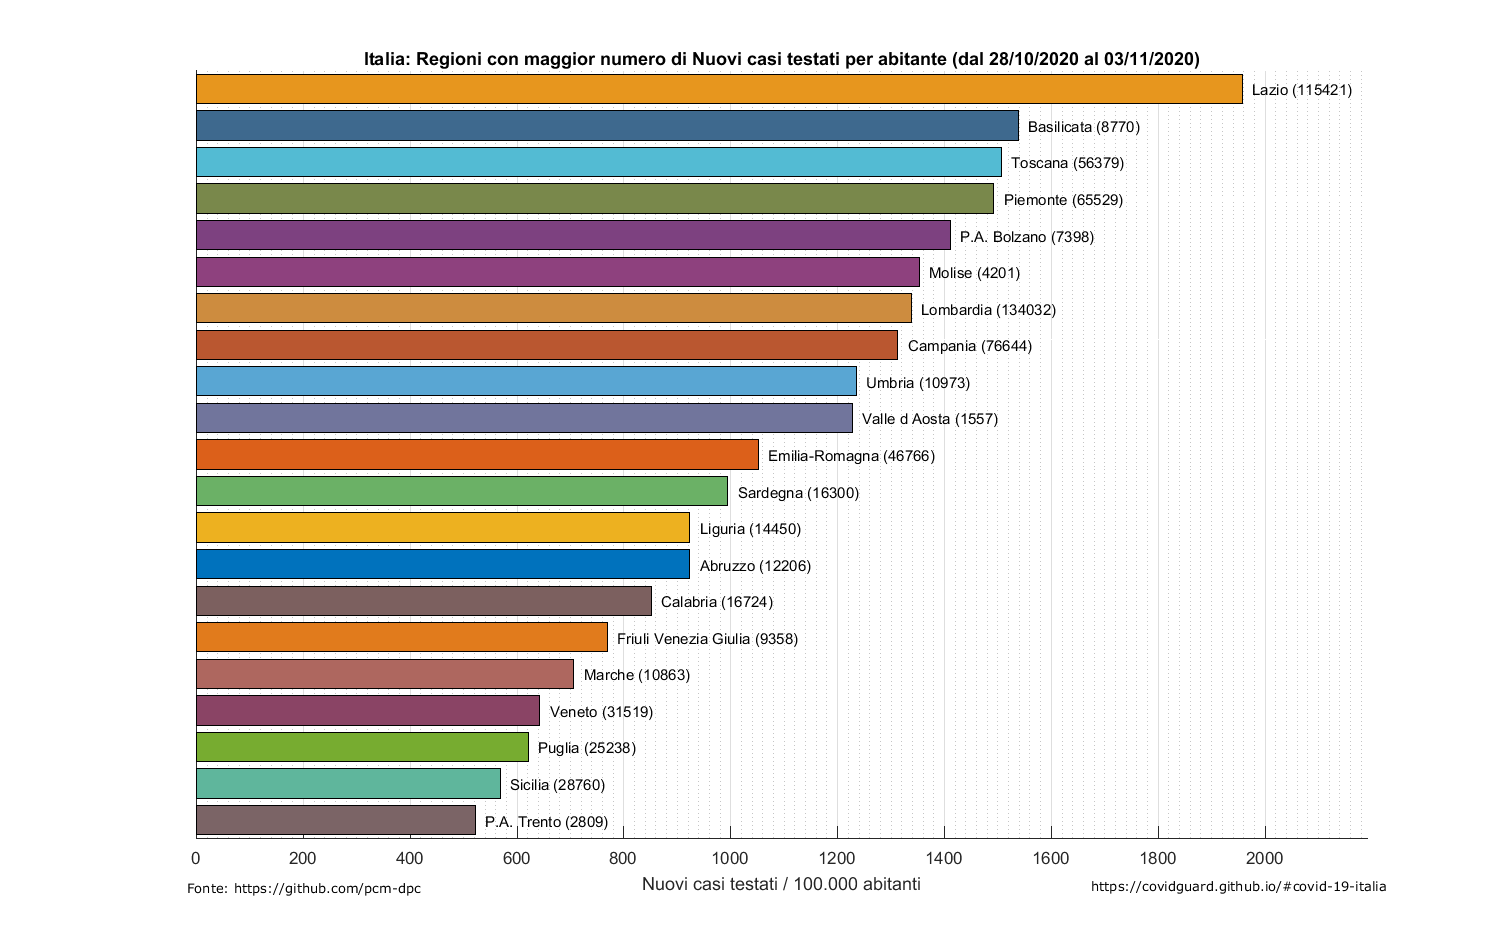 Italia: Regioni con maggior numero di Nuovi casi testati per abitante (dal 28/10/2020 al 03/11/2020)
Lazio (115421)
Basilicata (8770)
Toscana (56379)
Piemonte (65529)
P.A. Bolzano (7398)
Molise (4201)
Lombardia (134032)
Campania (76644)
Umbria (10973)
Valle d Aosta (1557)
Emilia-Romagna (46766)
Sardegna (16300)
Liguria (14450)
Abruzzo (12206)
Calabria (16724)
Friuli Venezia Giulia (9358)
Marche (10863)
Veneto (31519)
Puglia (25238)
Sicilia (28760)
P.A. Trento (2809)
0 200 400 600 800 1000 1200 1400 1600 1800 2000
Nuovi casi testati / 100.000 abitanti
Fonte: https://github.com/pcm-dpc
https://covidguard.github.io/#covid-19-italia